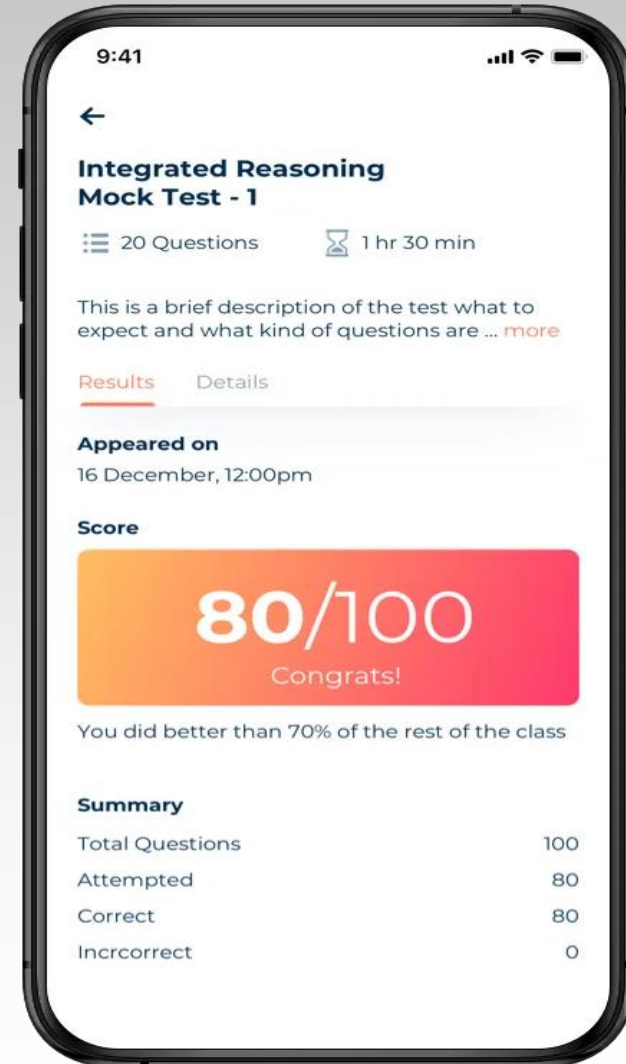 9:41
Integrated Reasoning
Mock Test - 1
20 Questions 1 hr 30 min
This is a brief description of the test what to
expect and what kind of questions are ... more
Results Details
Appeared on
16 December, 12:00pm
Score
80/100
Congrats!
You did better than 70% of the rest of the class
Summary
Total Questions 100
Attempted 80
Correct 80
Incrcorrect 0